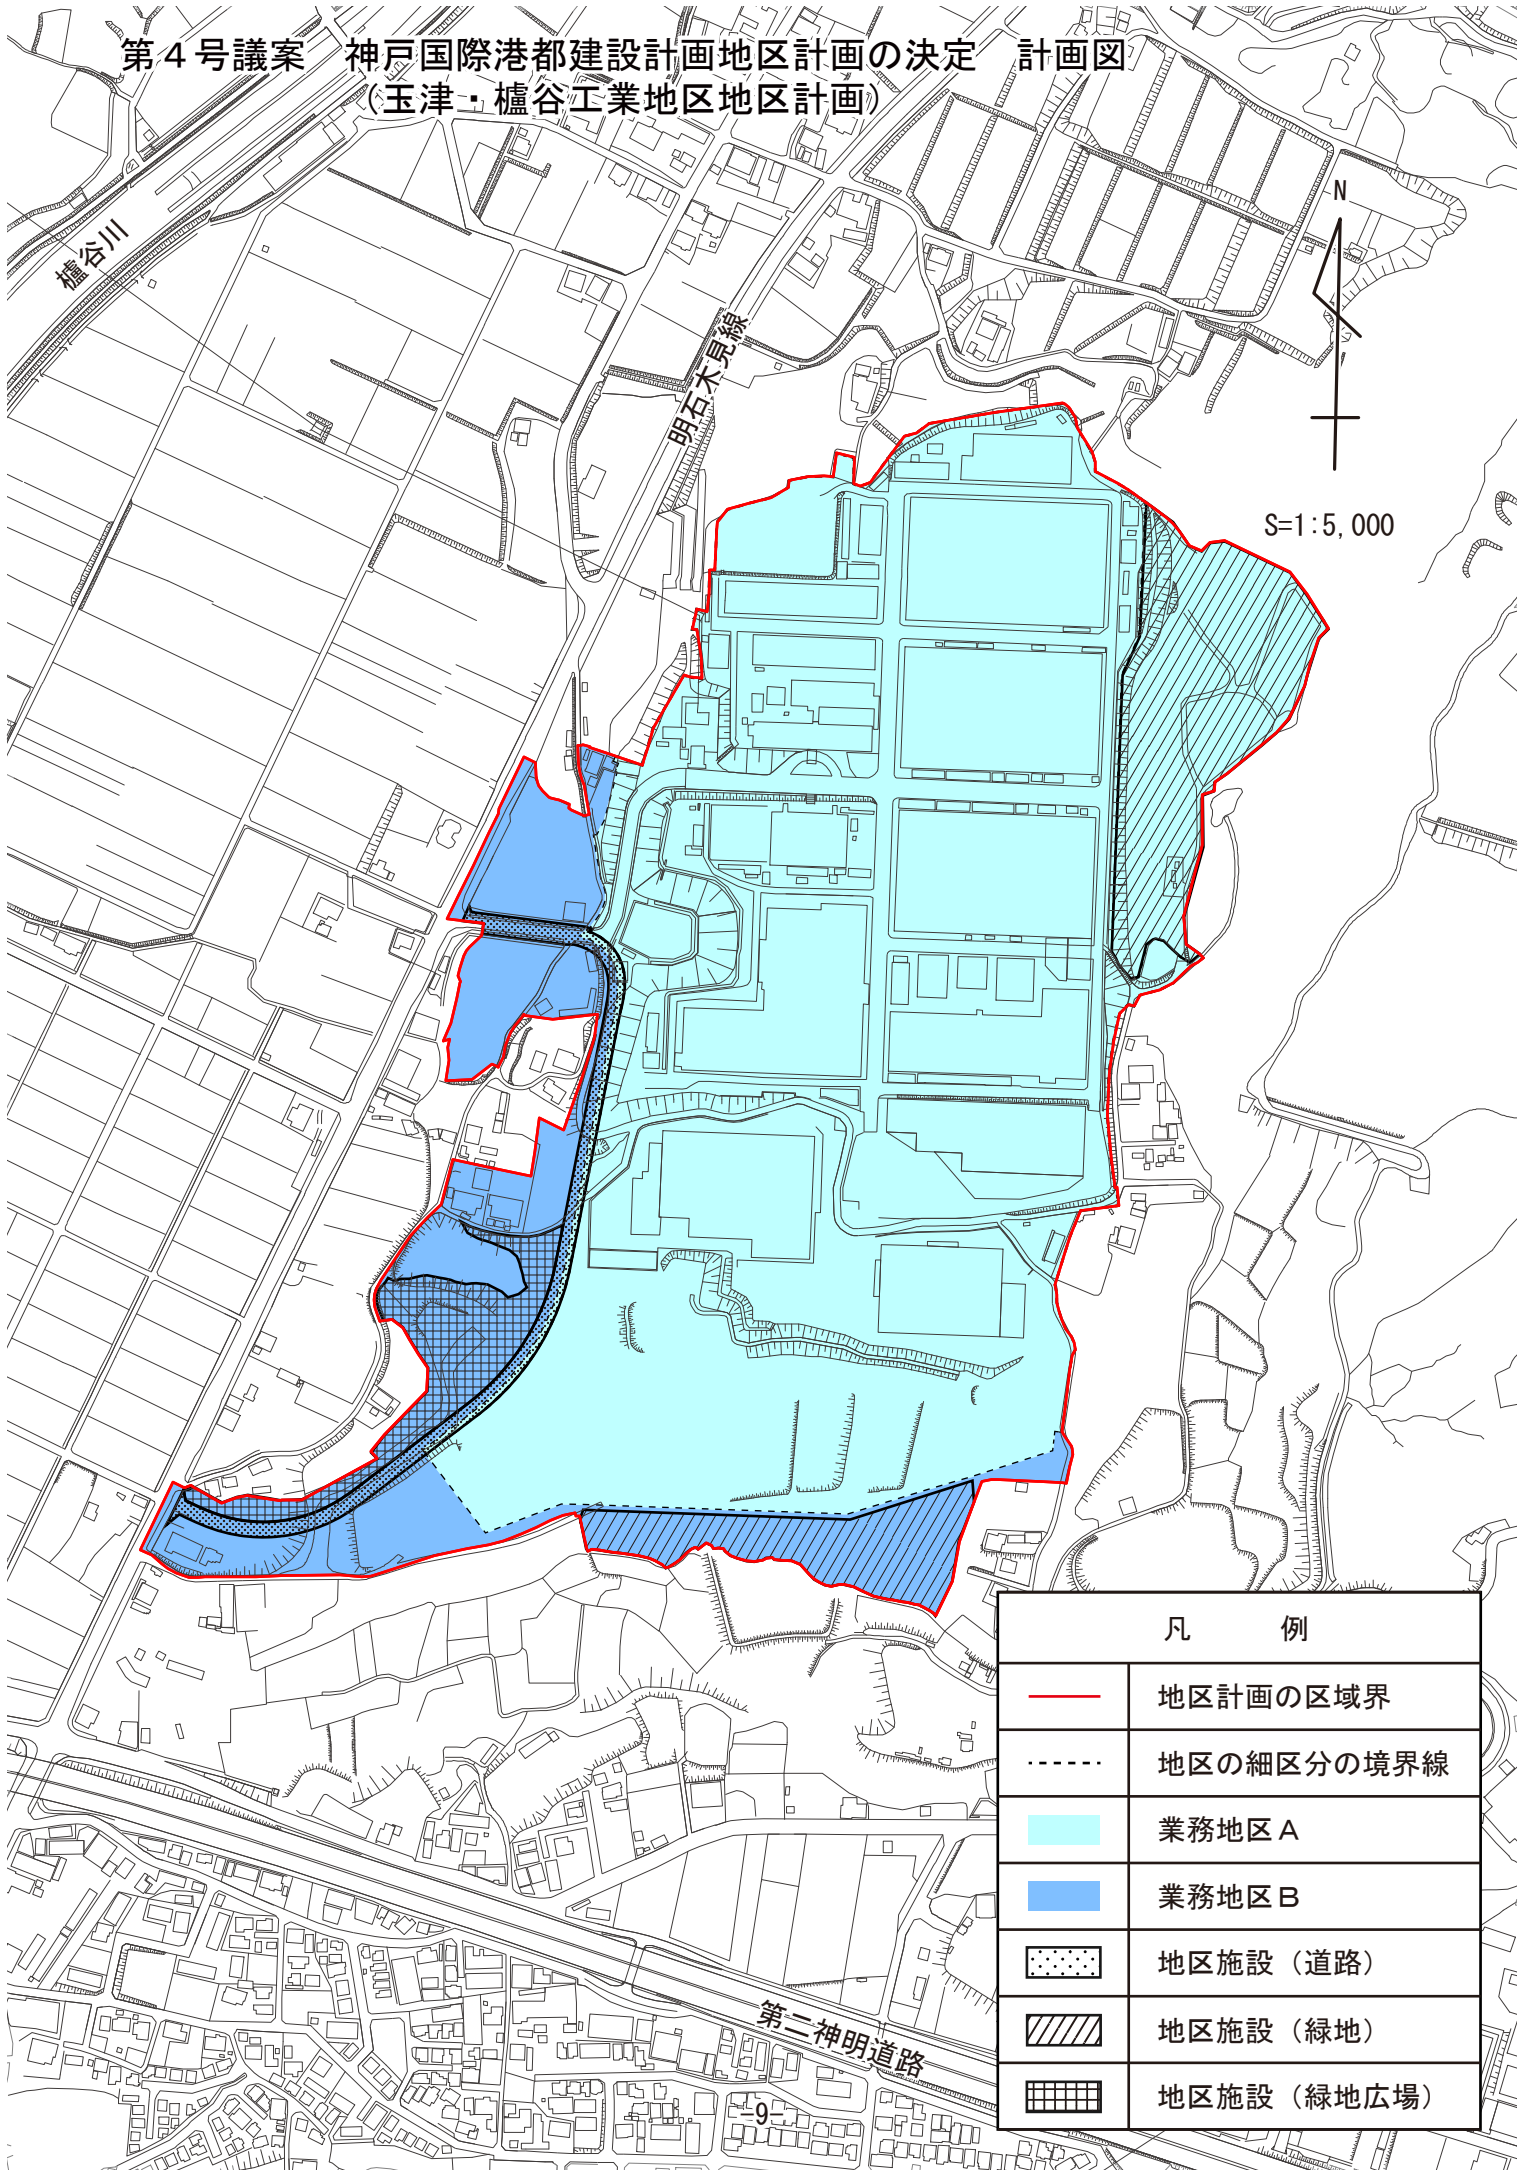 第４号議案　神戸国際港都建設計画地区計画の決定　計画図
（玉津・櫨谷工業地区地区計画）
櫨谷川
明石木見線
N
S=1:5,000
凡　例
地区計画の区域界
地区の細区分の境界線
業務地区Ａ
業務地区Ｂ
地区施設（道路）
地区施設（緑地）
地区施設（緑地広場）
第二神明道路
-9-